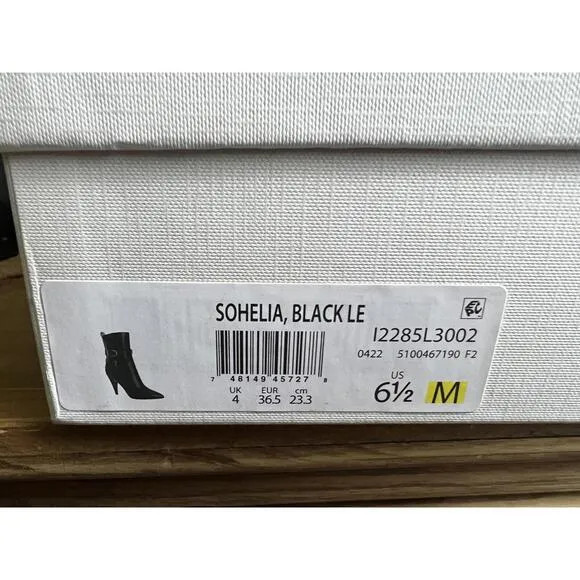 SOHELIA, BLACK LE
I2285L3002
0422 5100467190 F2
7 48149 45727 8
UK EUR cm
4 36.5 23.3
US
6½ M